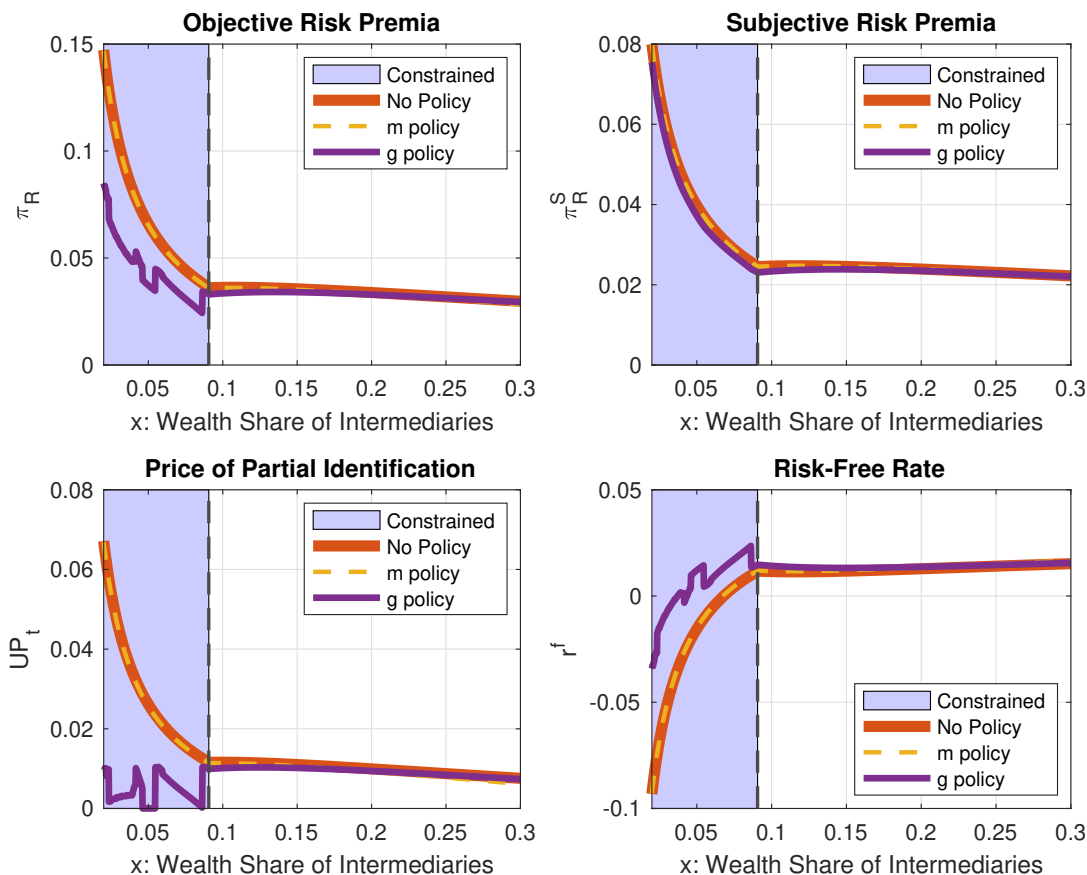 Objective Risk Premia
0.15
0.1
0.05
0
π_R
Constrained
No Policy
m policy
g policy
0.05 0.1 0.15 0.2 0.25 0.3
x: Wealth Share of Intermediaries
Subjective Risk Premia
0.08
0.06
0.04
0.02
0
π_R^S
Constrained
No Policy
m policy
g policy
0.05 0.1 0.15 0.2 0.25 0.3
x: Wealth Share of Intermediaries
Price of Partial Identification
0.08
0.06
0.04
0.02
0
UP_t
Constrained
No Policy
m policy
g policy
0.05 0.1 0.15 0.2 0.25 0.3
x: Wealth Share of Intermediaries
Risk-Free Rate
0.05
0
-0.05
-0.1
r^f
Constrained
No Policy
m policy
g policy
0.05 0.1 0.15 0.2 0.25 0.3
x: Wealth Share of Intermediaries